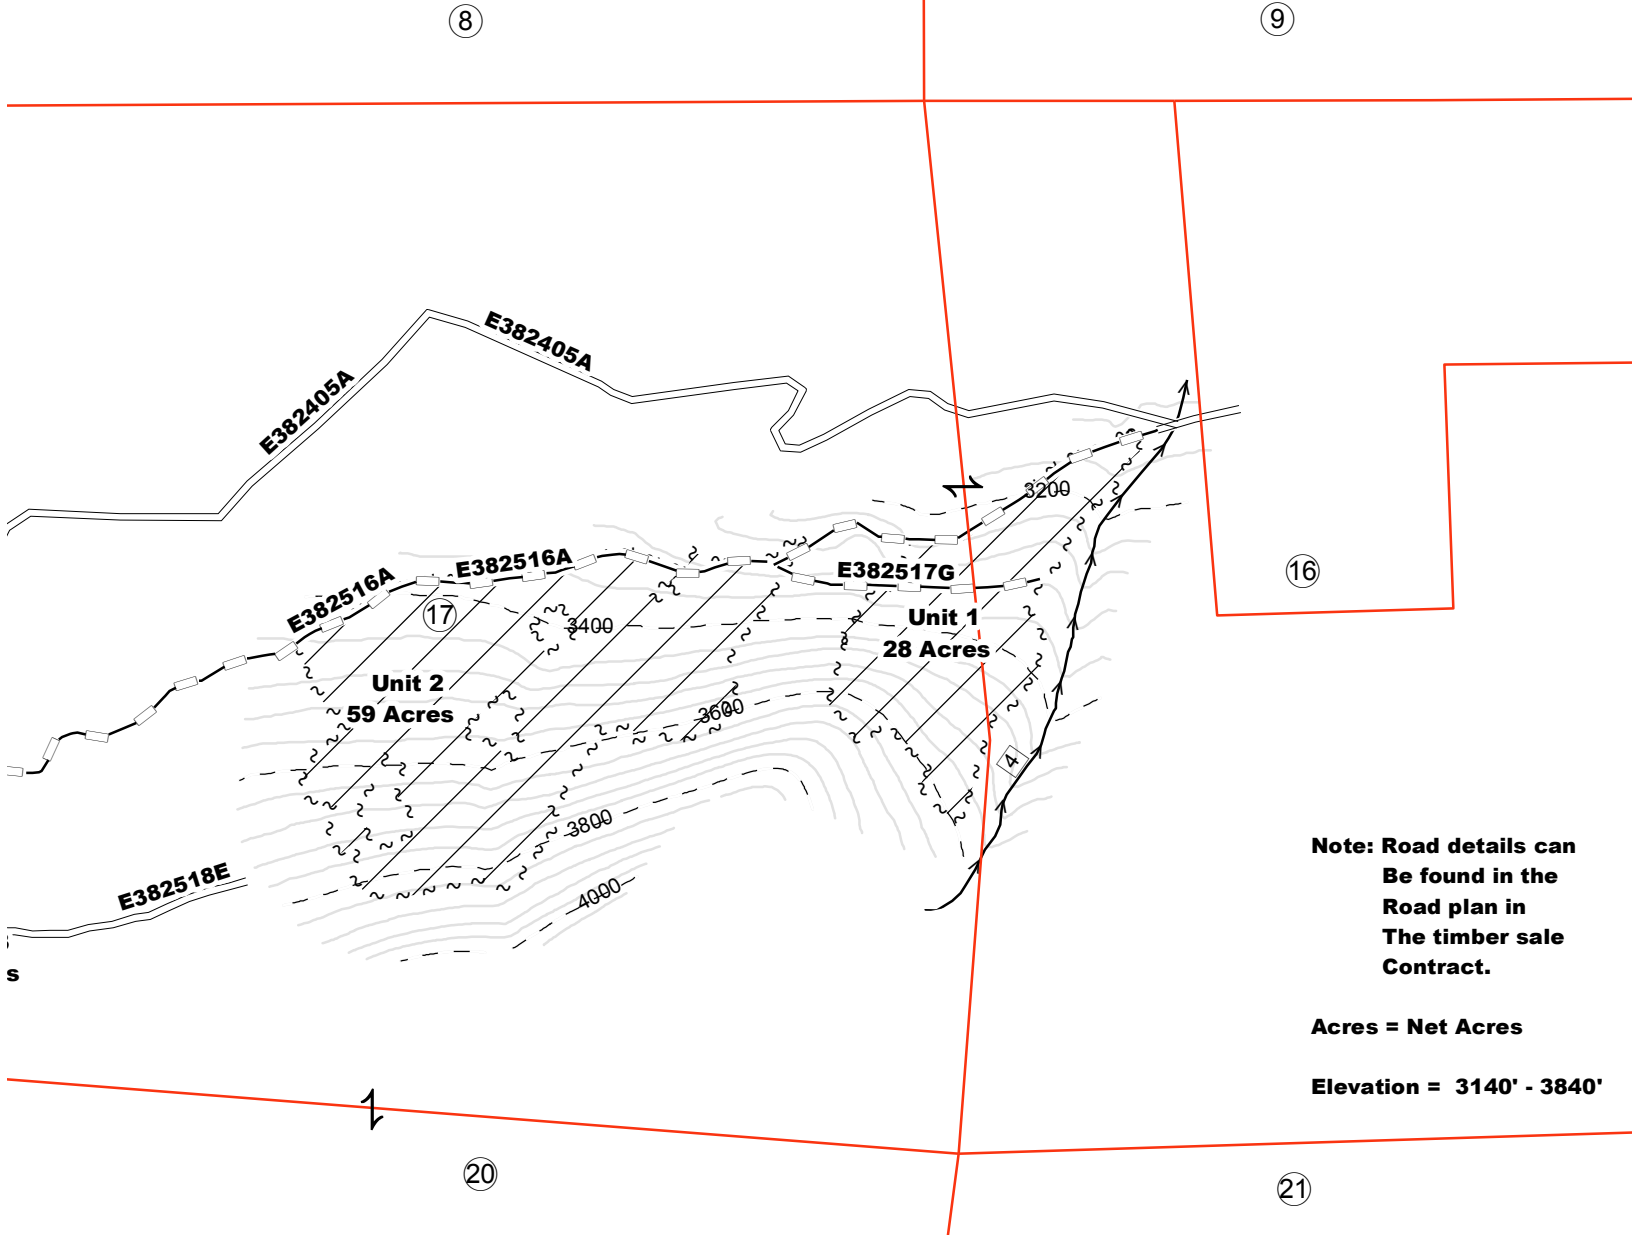 8
9
E382405A
E382405A
3200
E382516A
E382516A
E382517G
16
17
3400
Unit 1
28 Acres
Unit 2
59 Acres
3600
4
3800
E382518E
4000
s
Note: Road details can
Be found in the
Road plan in
The timber sale
Contract.
Acres = Net Acres
Elevation = 3140' - 3840'
20
21